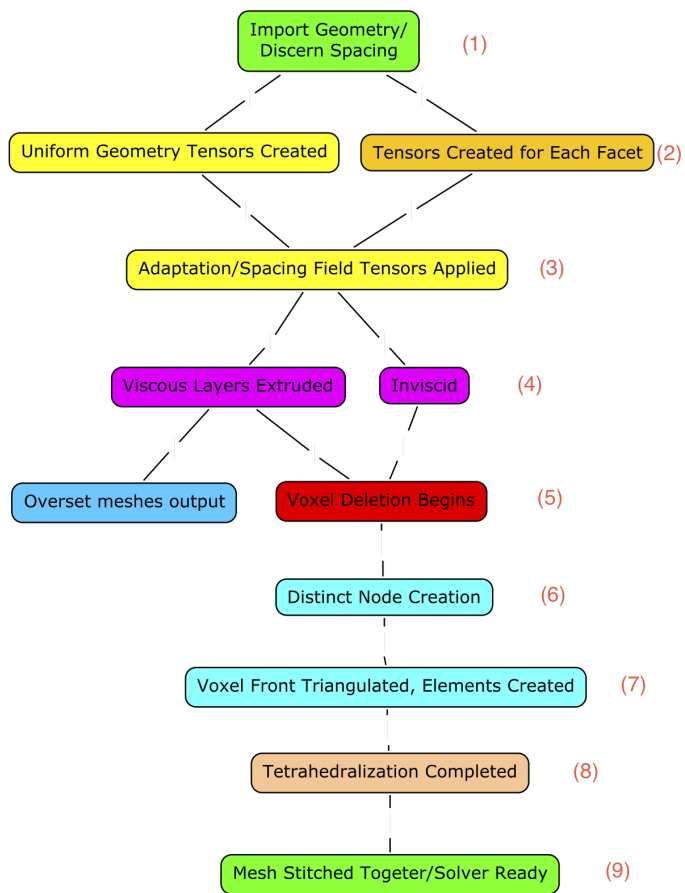 Import Geometry/
Discern Spacing
(1)
Uniform Geometry Tensors Created
Tensors Created for Each Facet
(2)
Adaptation/Spacing Field Tensors Applied
(3)
Viscous Layers Extruded
Inviscid
(4)
Overset meshes output
Voxel Deletion Begins
(5)
Distinct Node Creation
(6)
Voxel Front Triangulated, Elements Created
(7)
Tetrahedralization Completed
(8)
Mesh Stitched Togeter/Solver Ready
(9)